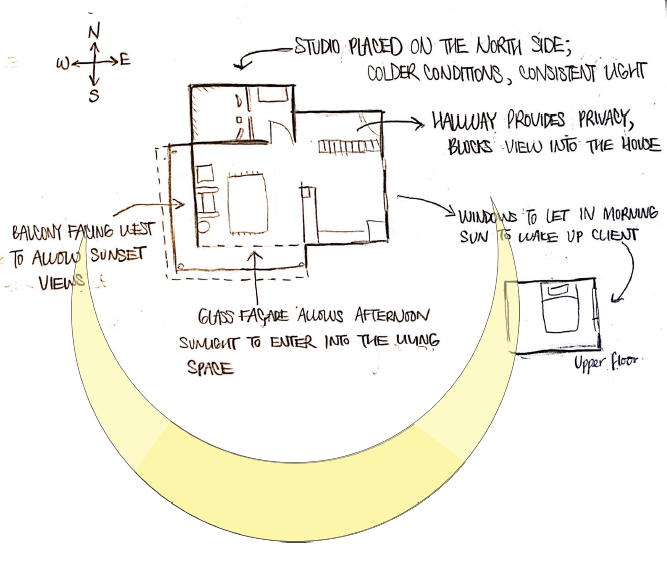 N
W E
S
STUDIO PLACED ON THE NORTH SIDE;
COLDER CONDITIONS, CONSISTENT LIGHT
HALLWAY PROVIDES PRIVACY,
BLOCKS VIEW INTO THE HOUSE
BALCONY FACING WEST
TO ALLOW SUNSET
VIEWS
WINDOWS TO LET IN MORNING
SUN TO WAKE UP CLIENT
GLASS FAÇADE ALLOWS AFTERNOON
SUNLIGHT TO ENTER INTO THE LIVING
SPACE
Upper floor